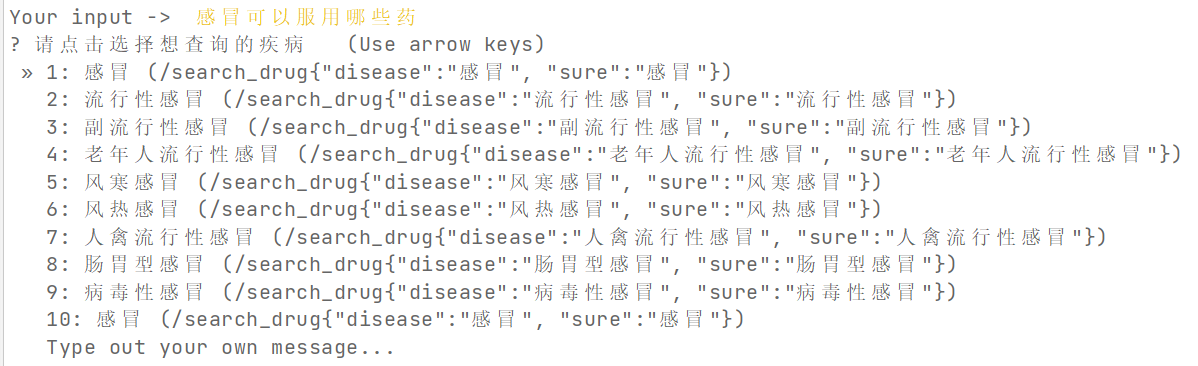 Your input -> 感冒可以服用哪些药
? 请点击选择想查询的疾病 (Use arrow keys)
» 1: 感冒 (/search_drug{"disease":"感冒", "sure":"感冒"})
2: 流行性感冒 (/search_drug{"disease":"流行性感冒", "sure":"流行性感冒"})
3: 副流行性感冒 (/search_drug{"disease":"副流行性感冒", "sure":"副流行性感冒"})
4: 老年人流行性感冒 (/search_drug{"disease":"老年人流行性感冒", "sure":"老年人流行性感冒"})
5: 风寒感冒 (/search_drug{"disease":"风寒感冒", "sure":"风寒感冒"})
6: 风热感冒 (/search_drug{"disease":"风热感冒", "sure":"风热感冒"})
7: 人禽流行性感冒 (/search_drug{"disease":"人禽流行性感冒", "sure":"人禽流行性感冒"})
8: 肠胃型感冒 (/search_drug{"disease":"肠胃型感冒", "sure":"肠胃型感冒"})
9: 病毒性感冒 (/search_drug{"disease":"病毒性感冒", "sure":"病毒性感冒"})
10: 感冒 (/search_drug{"disease":"感冒", "sure":"感冒"})
Type out your own message...